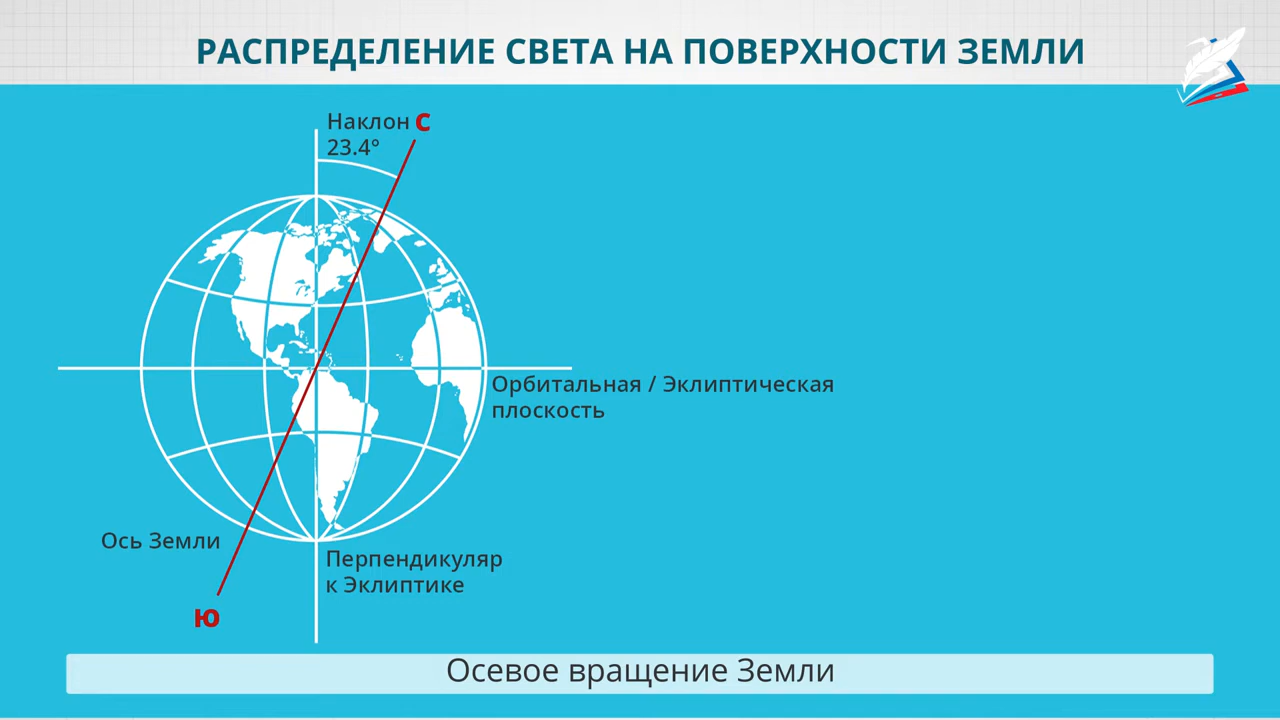 РАСПРЕДЕЛЕНИЕ СВЕТА НА ПОВЕРХНОСТИ ЗЕМЛИ
Наклон С
23.4°
Орбитальная / Эклиптическая
плоскость
Ось Земли
Перпендикуляр
к Эклиптике
Ю
Осевое вращение Земли